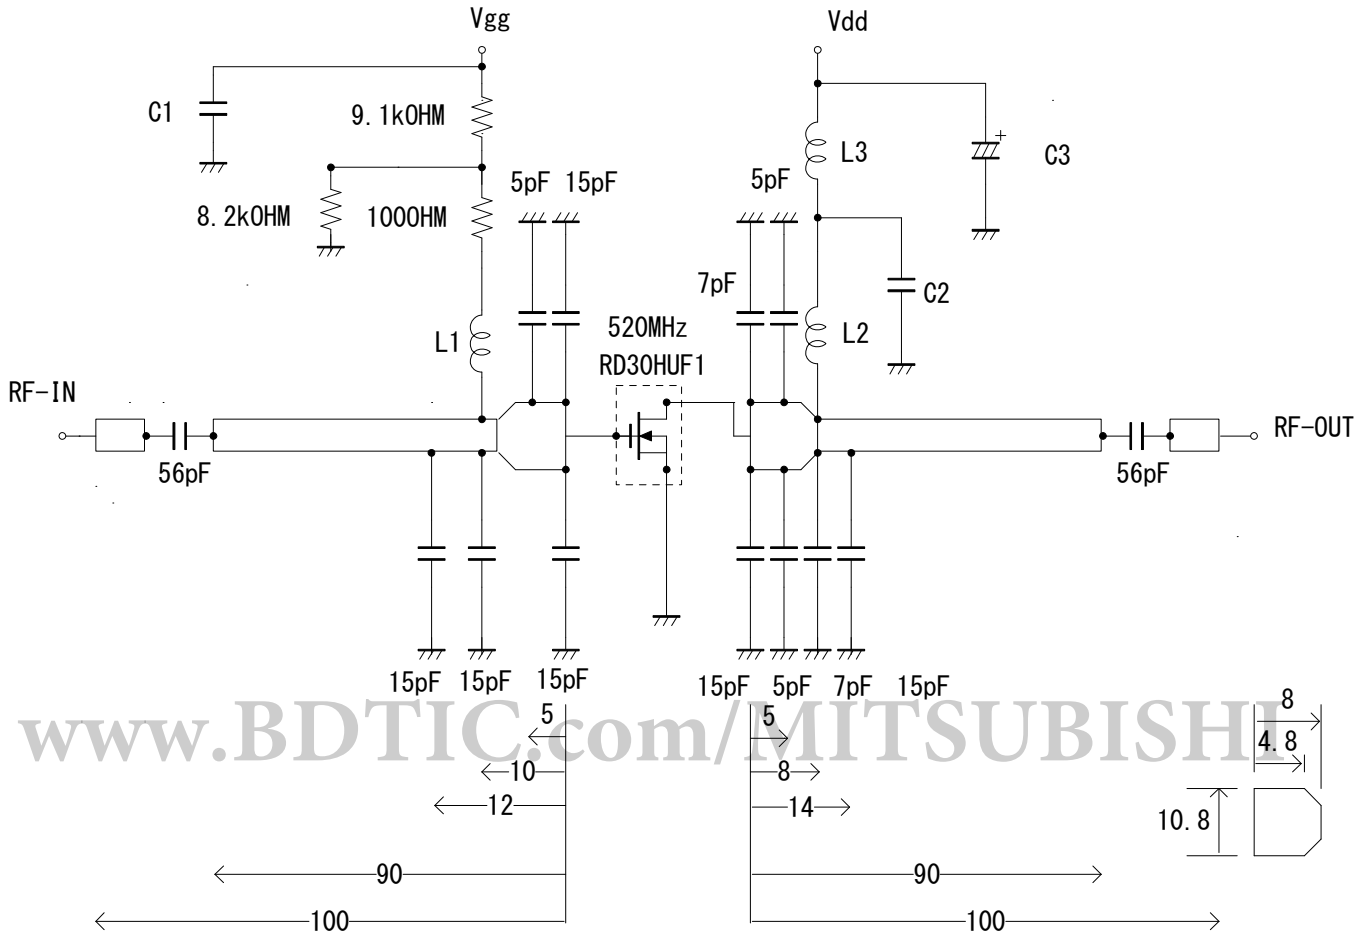 Vgg
Vdd
C1
9.1kOHM
L3
C3
8.2kOHM
100OHM
5pF 15pF
5pF
7pF
C2
L1
520MHz
RD30HUF1
L2
RF-IN
RF-OUT
56pF
56pF
15pF 15pF 15pF
15pF 5pF 7pF 15pF
www.BDTIC.com/MITSUBISHI
5
5
8
4.8
10
8
12
14
10.8
90
90
100
100